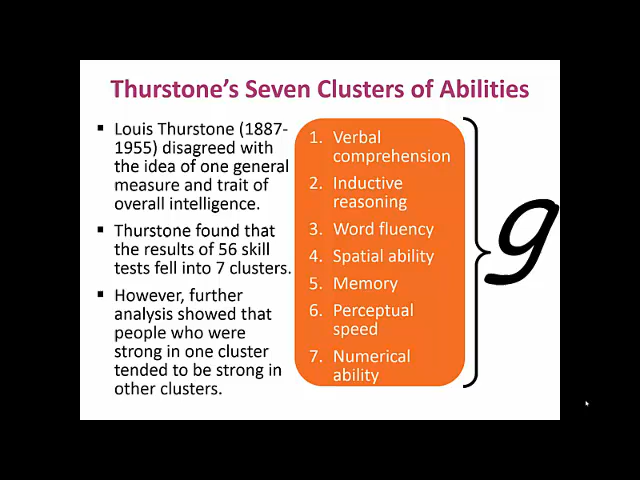 Thurstone's Seven Clusters of Abilities
▪ Louis Thurstone (1887-
1955) disagreed with
the idea of one general
measure and trait of
overall intelligence.
▪ Thurstone found that
the results of 56 skill
tests fell into 7 clusters.
▪ However, further
analysis showed that
people who were
strong in one cluster
tended to be strong in
other clusters.
1. Verbal
comprehension
2. Inductive
reasoning
3. Word fluency
4. Spatial ability
5. Memory
6. Perceptual
speed
7. Numerical
ability
g